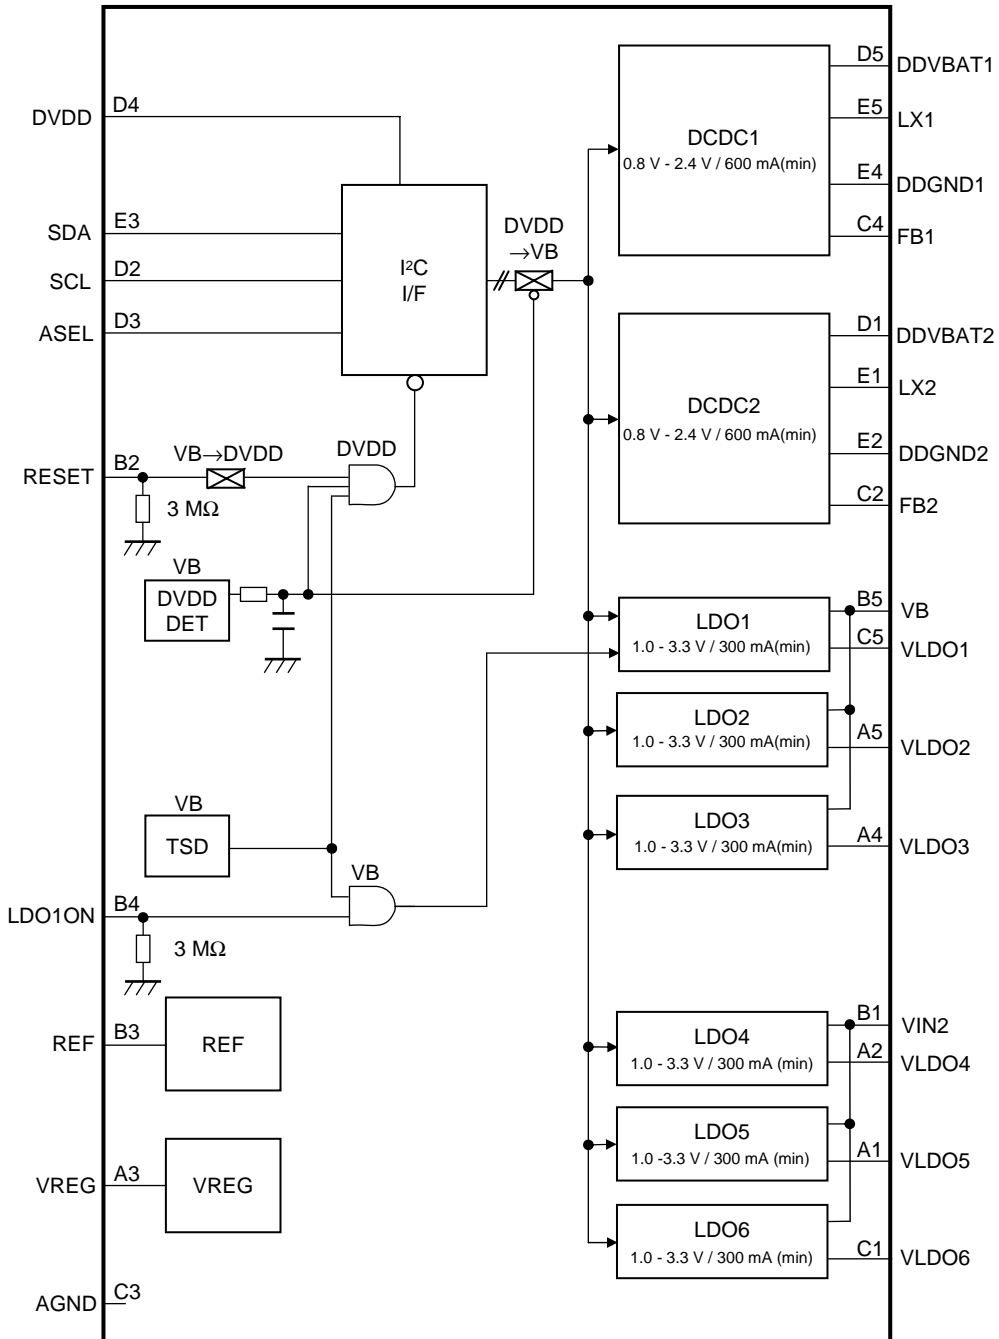 DVDD
D4
SDA
E3
SCL
D2
ASEL
D3
I²C
I/F
DVDD
→VB
DCDC1
0.8 V - 2.4 V / 600 mA(min)
D5
DDVBAT1
E5
LX1
E4
DDGND1
C4
FB1
DCDC2
0.8 V - 2.4 V / 600 mA(min)
D1
DDVBAT2
E1
LX2
E2
DDGND2
C2
FB2
RESET
B2
VB→DVDD
DVDD
3 MΩ
VB
DVDD
DET
LDO1
1.0 - 3.3 V / 300 mA(min)
B5
VB
C5
VLDO1
LDO2
1.0 - 3.3 V / 300 mA(min)
A5
VLDO2
LDO3
1.0 - 3.3 V / 300 mA(min)
A4
VLDO3
VB
TSD
VB
LDO1ON
B4
3 MΩ
REF
B3
REF
LDO4
1.0 - 3.3 V / 300 mA (min)
B1
VIN2
A2
VLDO4
LDO5
1.0 -3.3 V / 300 mA (min)
A1
VLDO5
VREG
A3
VREG
LDO6
1.0 - 3.3 V / 300 mA (min)
C1
VLDO6
AGND
C3